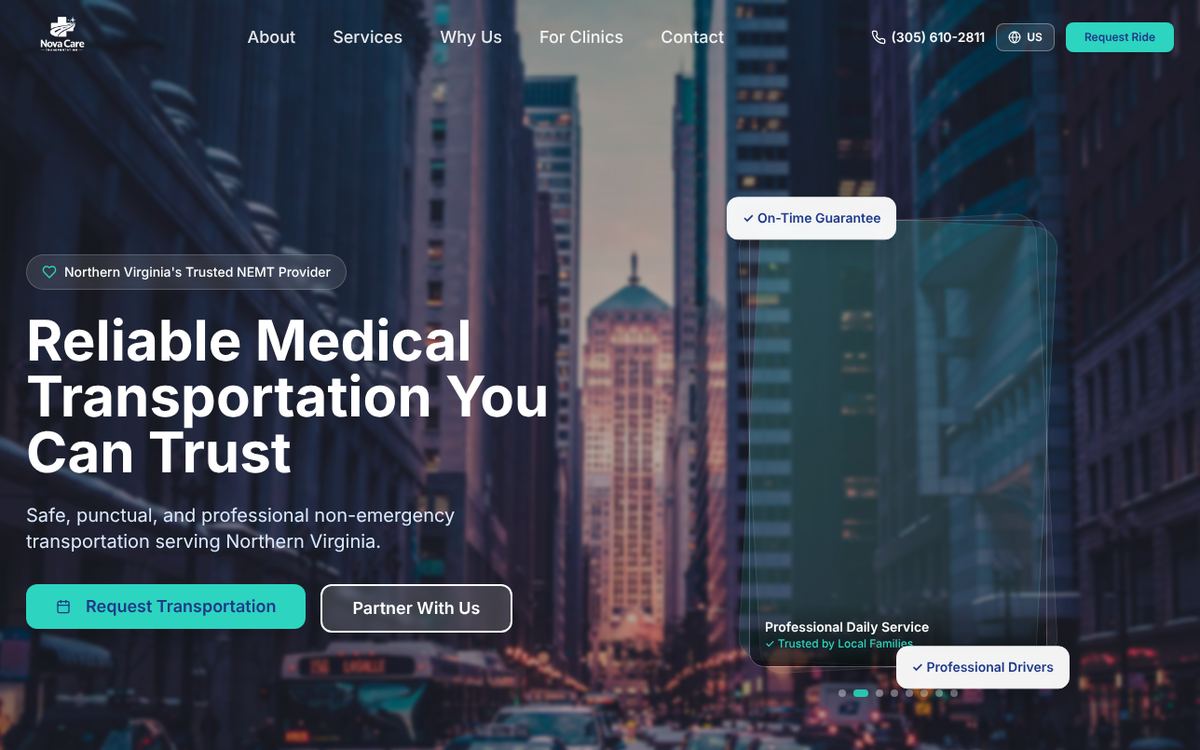 Nova Care
TRANSPORTATION
About
Services
Why Us
For Clinics
Contact
(305) 610-2811
US
Request Ride
✓ On-Time Guarantee
Northern Virginia's Trusted NEMT Provider
Reliable Medical
Transportation You
Can Trust
Safe, punctual, and professional non-emergency
transportation serving Northern Virginia.
Request Transportation
Partner With Us
Professional Daily Service
✓ Trusted by Local Families
✓ Professional Drivers